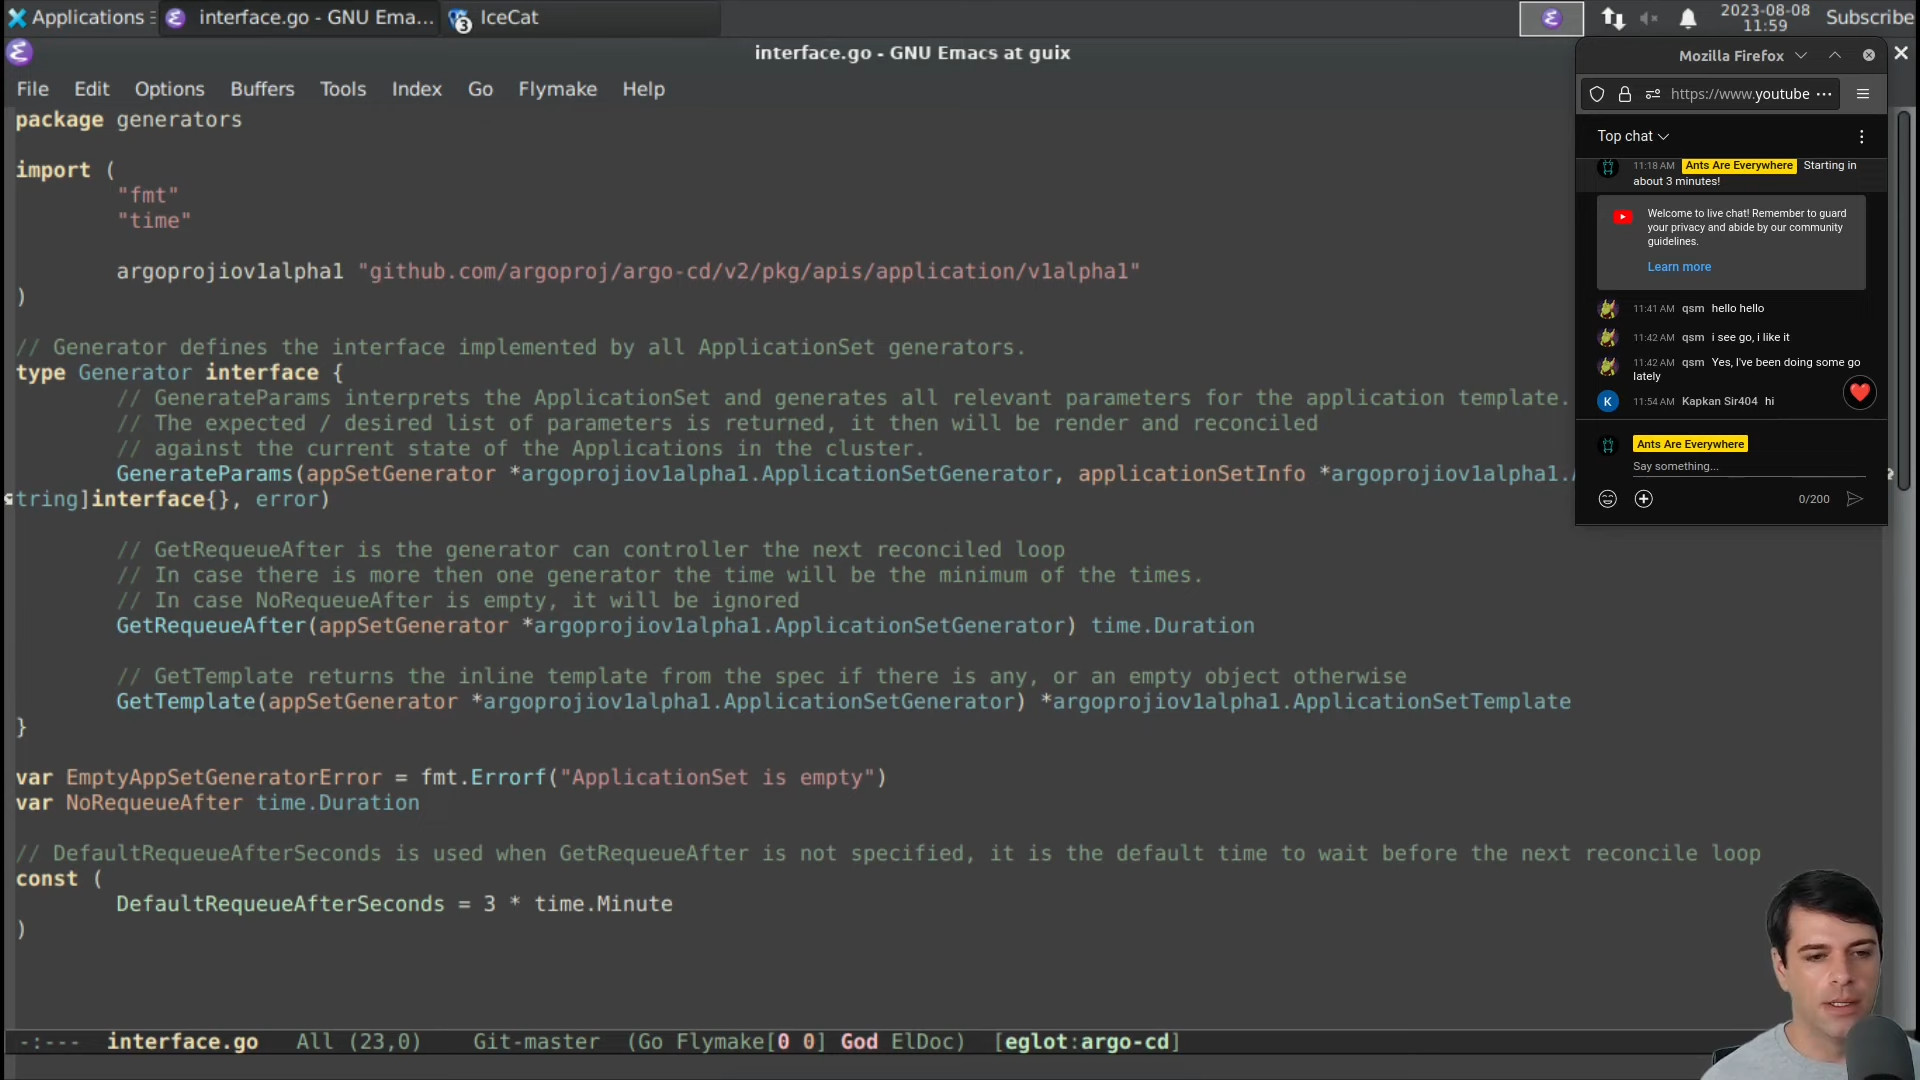 Applications
interface.go - GNU Ema...
3
IceCat
2023-08-08
11:59
Subscribe
interface.go - GNU Emacs at guix
File Edit Options Buffers Tools Index Go Flymake Help
package generators
import (
"fmt"
"time"
argoprojiov1alpha1 "github.com/argoproj/argo-cd/v2/pkg/apis/application/v1alpha1"
)
// Generator defines the interface implemented by all ApplicationSet generators.
type Generator interface {
// GenerateParams interprets the ApplicationSet and generates all relevant parameters for the application template.
// The expected / desired list of parameters is returned, it then will be render and reconciled
// against the current state of the Applications in the cluster.
GenerateParams(appSetGenerator *argoprojiov1alpha1.ApplicationSetGenerator, applicationSetInfo *argoprojiov1alpha1.
tring]interface{}, error)
// GetRequeueAfter is the generator can controller the next reconciled loop
// In case there is more then one generator the time will be the minimum of the times.
// In case NoRequeueAfter is empty, it will be ignored
GetRequeueAfter(appSetGenerator *argoprojiov1alpha1.ApplicationSetGenerator) time.Duration
// GetTemplate returns the inline template from the spec if there is any, or an empty object otherwise
GetTemplate(appSetGenerator *argoprojiov1alpha1.ApplicationSetGenerator) *argoprojiov1alpha1.ApplicationSetTemplate
}
var EmptyAppSetGeneratorError = fmt.Errorf("ApplicationSet is empty")
var NoRequeueAfter time.Duration
// DefaultRequeueAfterSeconds is used when GetRequeueAfter is not specified, it is the default time to wait before the next reconcile loop
const (
DefaultRequeueAfterSeconds = 3 * time.Minute
)
-:--- interface.go All (23,0) Git-master (Go Flymake[0 0] God ElDoc) [eglot:argo-cd]
Mozilla Firefox
https://www.youtube ...
Top chat
11:18 AM Ants Are Everywhere Starting in
about 3 minutes!
Welcome to live chat! Remember to guard
your privacy and abide by our community
guidelines.
Learn more
11:41 AM qsm hello hello
11:42 AM qsm i see go, i like it
11:42 AM qsm Yes, I've been doing some go
lately
K 11:54 AM Kapkan Sir404 hi
Ants Are Everywhere
Say something...
0/200